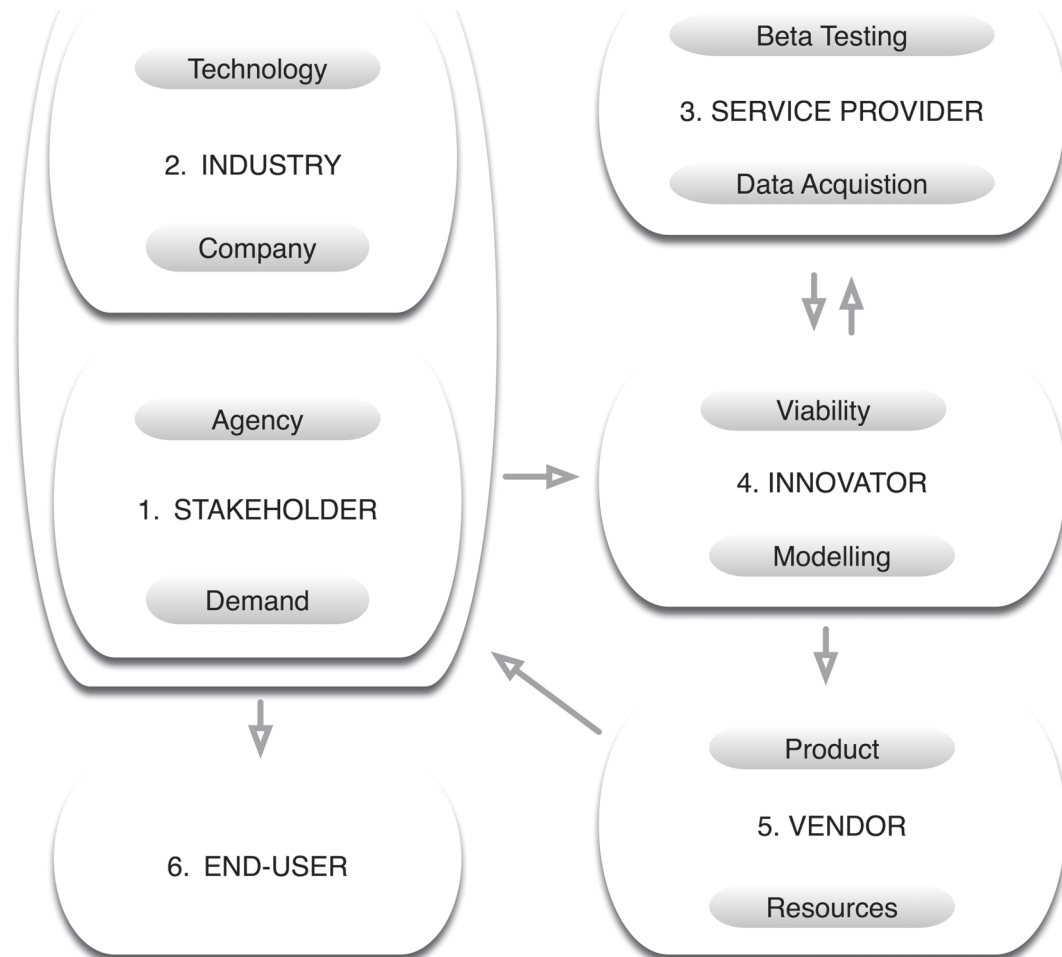 Technology
2. INDUSTRY
Company
Agency
1. STAKEHOLDER
Demand
6. END-USER
Beta Testing
3. SERVICE PROVIDER
Data Acquistion
Viability
4. INNOVATOR
Modelling
Product
5. VENDOR
Resources